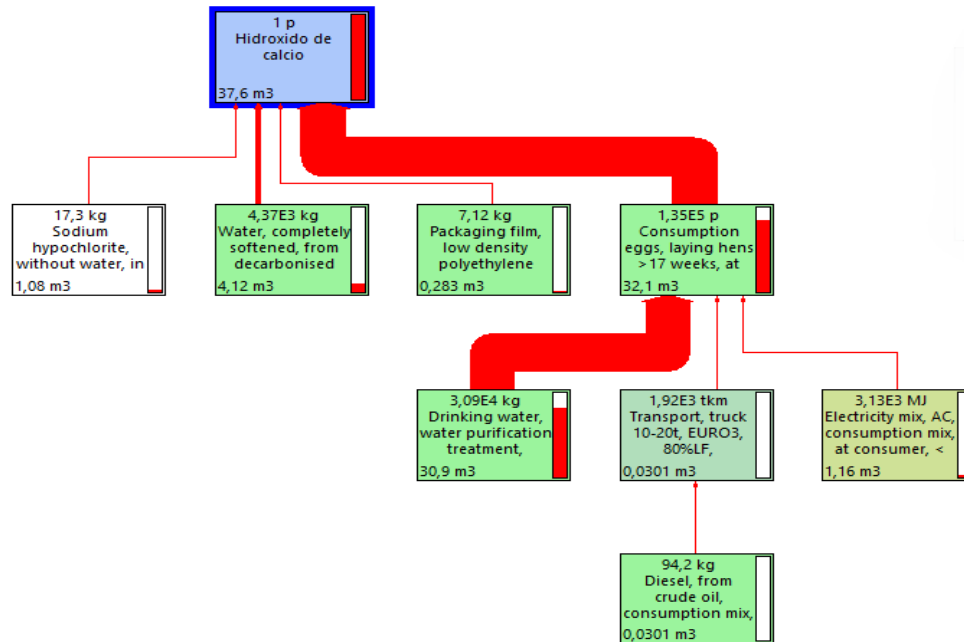 1 p
Hidroxido de
calcio
37,6 m3
17,3 kg
Sodium
hypochlorite,
without water, in
1,08 m3
4,37E3 kg
Water, completely
softened, from
decarbonised
4,12 m3
7,12 kg
Packaging film,
low density
polyethylene
0,283 m3
1,35E5 p
Consumption
eggs, laying hens
>17 weeks, at
32,1 m3
3,09E4 kg
Drinking water,
water purification
treatment,
30,9 m3
1,92E3 tkm
Transport, truck
10-20t, EURO3,
80%LF,
0,0301 m3
3,13E3 MJ
Electricity mix, AC,
consumption mix,
at consumer, <
1,16 m3
94,2 kg
Diesel, from
crude oil,
consumption mix,
0,0301 m3